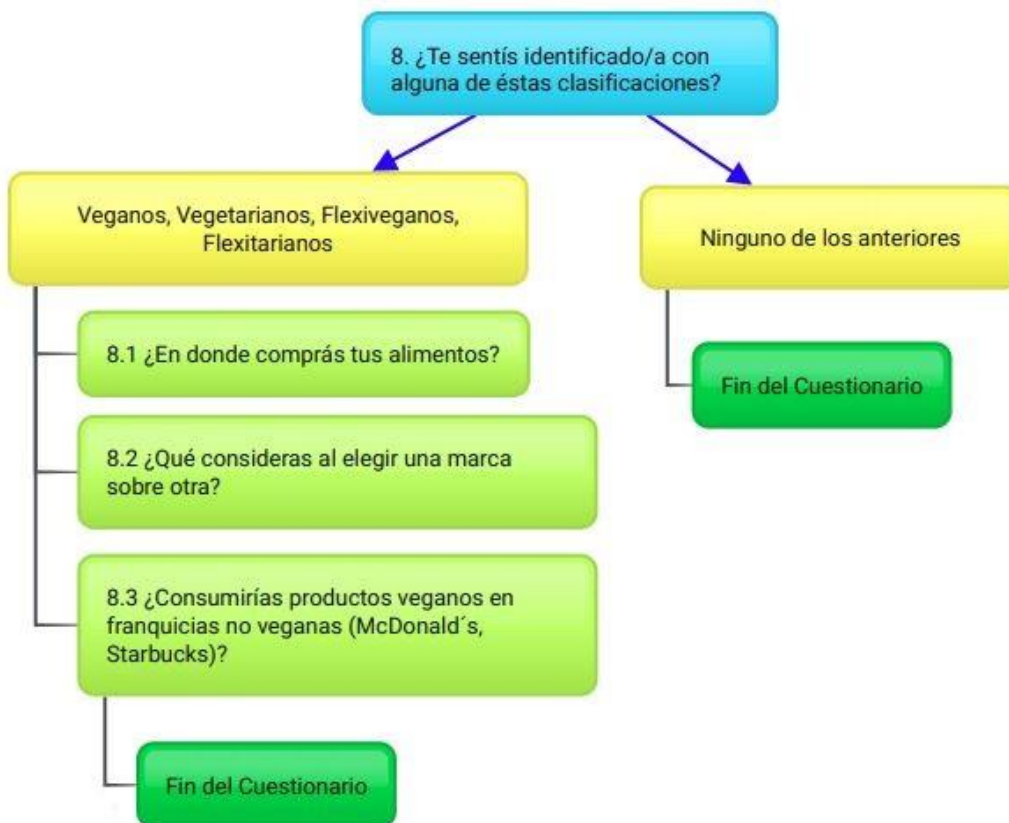 8. ¿Te sentís identificado/a con
alguna de éstas clasificaciones?
Veganos, Vegetarianos, Flexiveganos,
Flexitarianos
Ninguno de los anteriores
8.1 ¿En donde comprás tus alimentos?
Fin del Cuestionario
8.2 ¿Qué consideras al elegir una marca
sobre otra?
8.3 ¿Consumirías productos veganos en
franquicias no veganas (McDonald´s,
Starbucks)?
Fin del Cuestionario